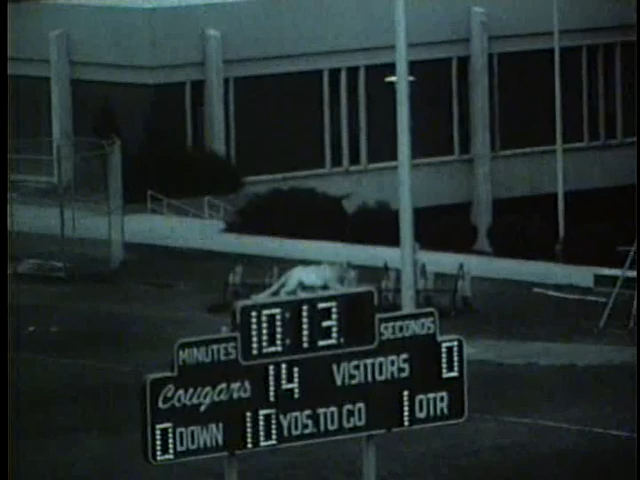 10:13
MINUTES SECONDS
Cougars 14 VISITORS 0
0 DOWN 10 YDS. TO GO 1 QTR